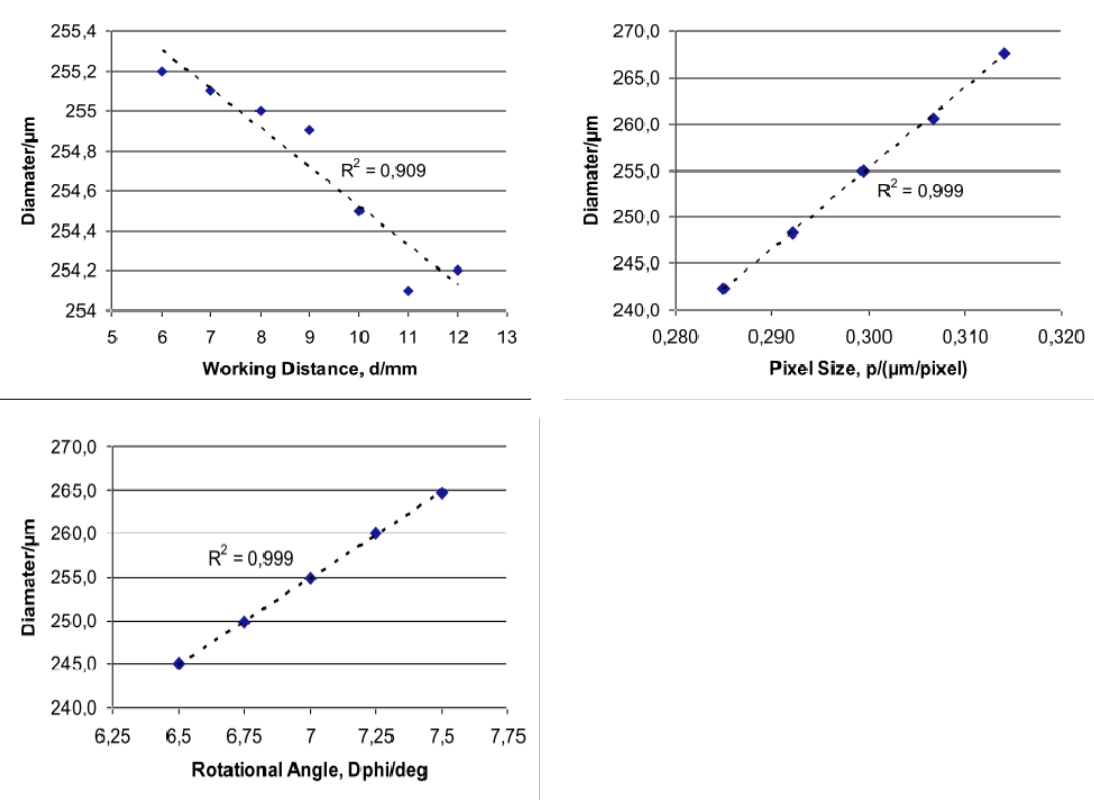 255,4
255,2
255
254,8
254,6
254,4
254,2
254
Diamater/µm
R² = 0,909
5 6 7 8 9 10 11 12 13
Working Distance, d/mm
270,0
265,0
260,0
255,0
250,0
245,0
240,0
Diamater/µm
R² = 0,999
0,280 0,290 0,300 0,310 0,320
Pixel Size, p/(µm/pixel)
270,0
265,0
260,0
255,0
250,0
245,0
240,0
Diamater/µm
R² = 0,999
6,25 6,5 6,75 7 7,25 7,5 7,75
Rotational Angle, Dphi/deg